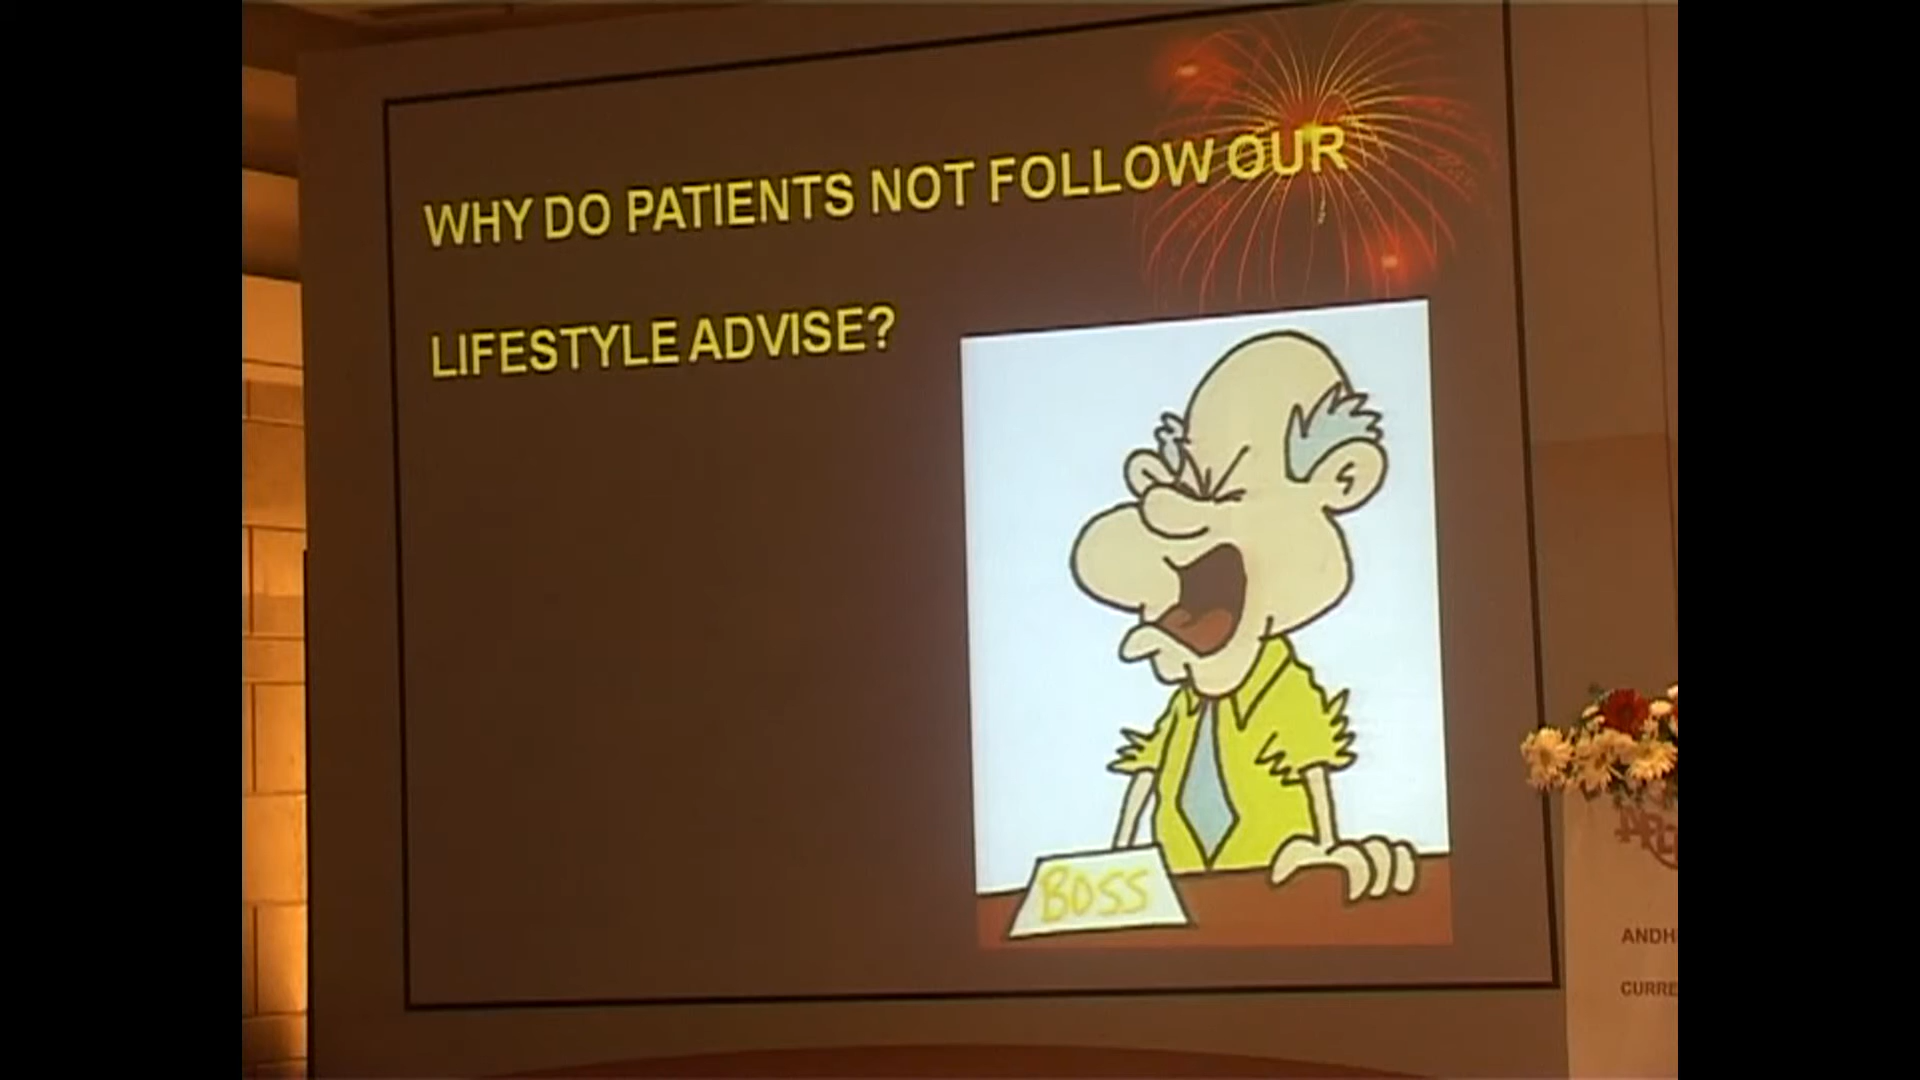 WHY DO PATIENTS NOT FOLLOW OUR
LIFESTYLE ADVISE?
BOSS
ANDH
CURRE